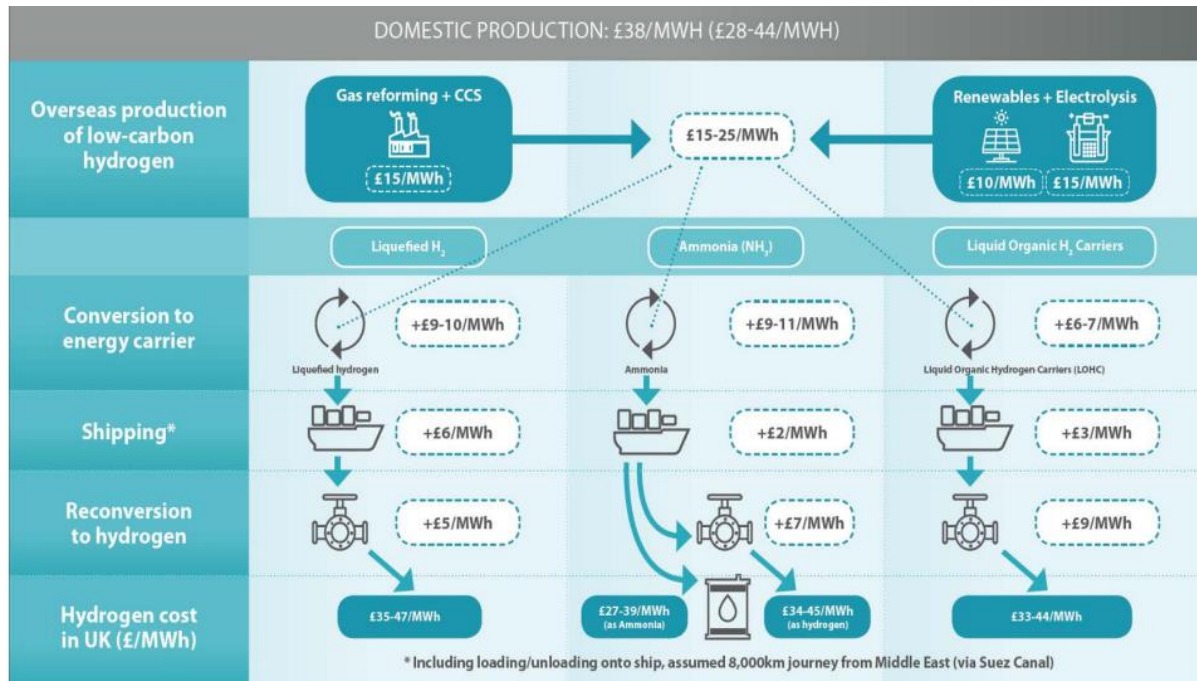 DOMESTIC PRODUCTION: £38/MWH (£28-44/MWH)
Overseas production
of low-carbon
hydrogen
Gas reforming + CCS
£15/MWh
£15-25/MWh
Renewables + Electrolysis
£10/MWh
£15/MWh
Liquefied H₂
Ammonia (NH₃)
Liquid Organic H₂ Carriers
Conversion to
energy carrier
Liquefied hydrogen
+£9-10/MWh
Ammonia
+£9-11/MWh
Liquid Organic Hydrogen Carriers (LOHC)
+£6-7/MWh
Shipping*
+£6/MWh
+£2/MWh
+£3/MWh
Reconversion
to hydrogen
+£5/MWh
+£7/MWh
+£9/MWh
Hydrogen cost
in UK (£/MWh)
£35-47/MWh
£27-39/MWh
(as Ammonia)
£34-45/MWh
(as hydrogen)
£33-44/MWh
* Including loading/unloading onto ship, assumed 8,000km journey from Middle East (via Suez Canal)